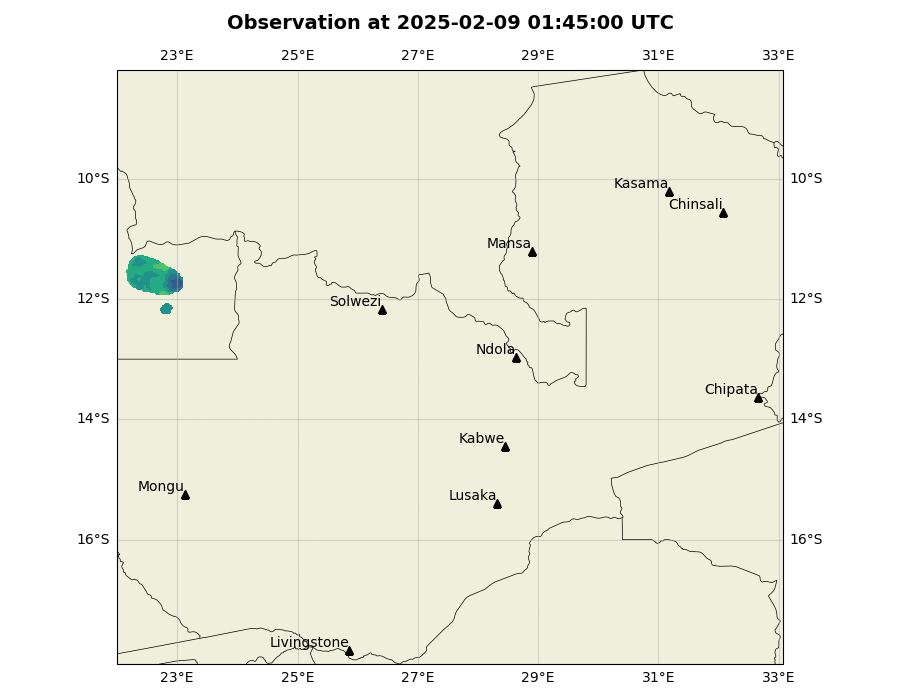 Observation at 2025-02-09 01:45:00 UTC
23°E 25°E 27°E 29°E 31°E 33°E
10°S 10°S
Kasama
Chinsali
Mansa
12°S 12°S
Solwezi
Ndola
Chipata
14°S 14°S
Kabwe
Mongu
Lusaka
16°S 16°S
Livingstone
23°E 25°E 27°E 29°E 31°E 33°E